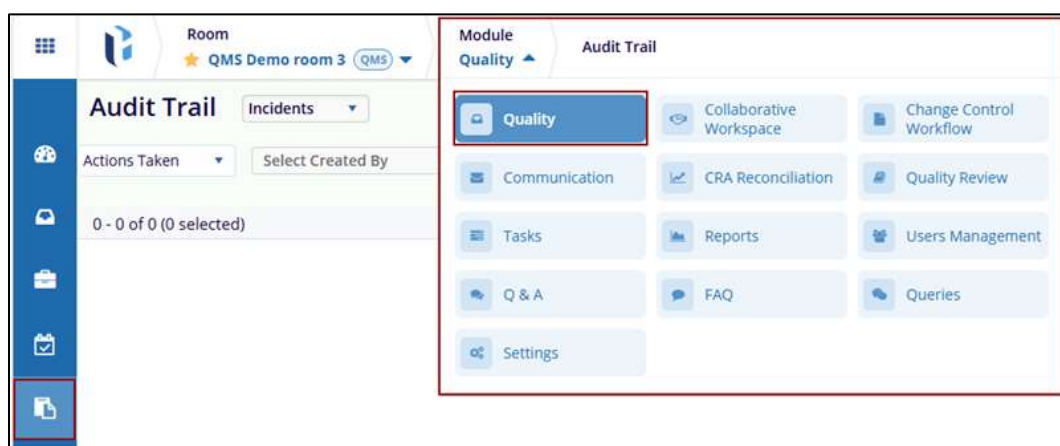 Room
QMS Demo room 3 QMS
Module
Quality
Audit Trail
Audit Trail
Incidents
Actions Taken
Select Created By
0 - 0 of 0 (0 selected)
Quality
Collaborative
Workspace
Change Control
Workflow
Communication
CRA Reconciliation
Quality Review
Tasks
Reports
Users Management
Q & A
FAQ
Queries
Settings